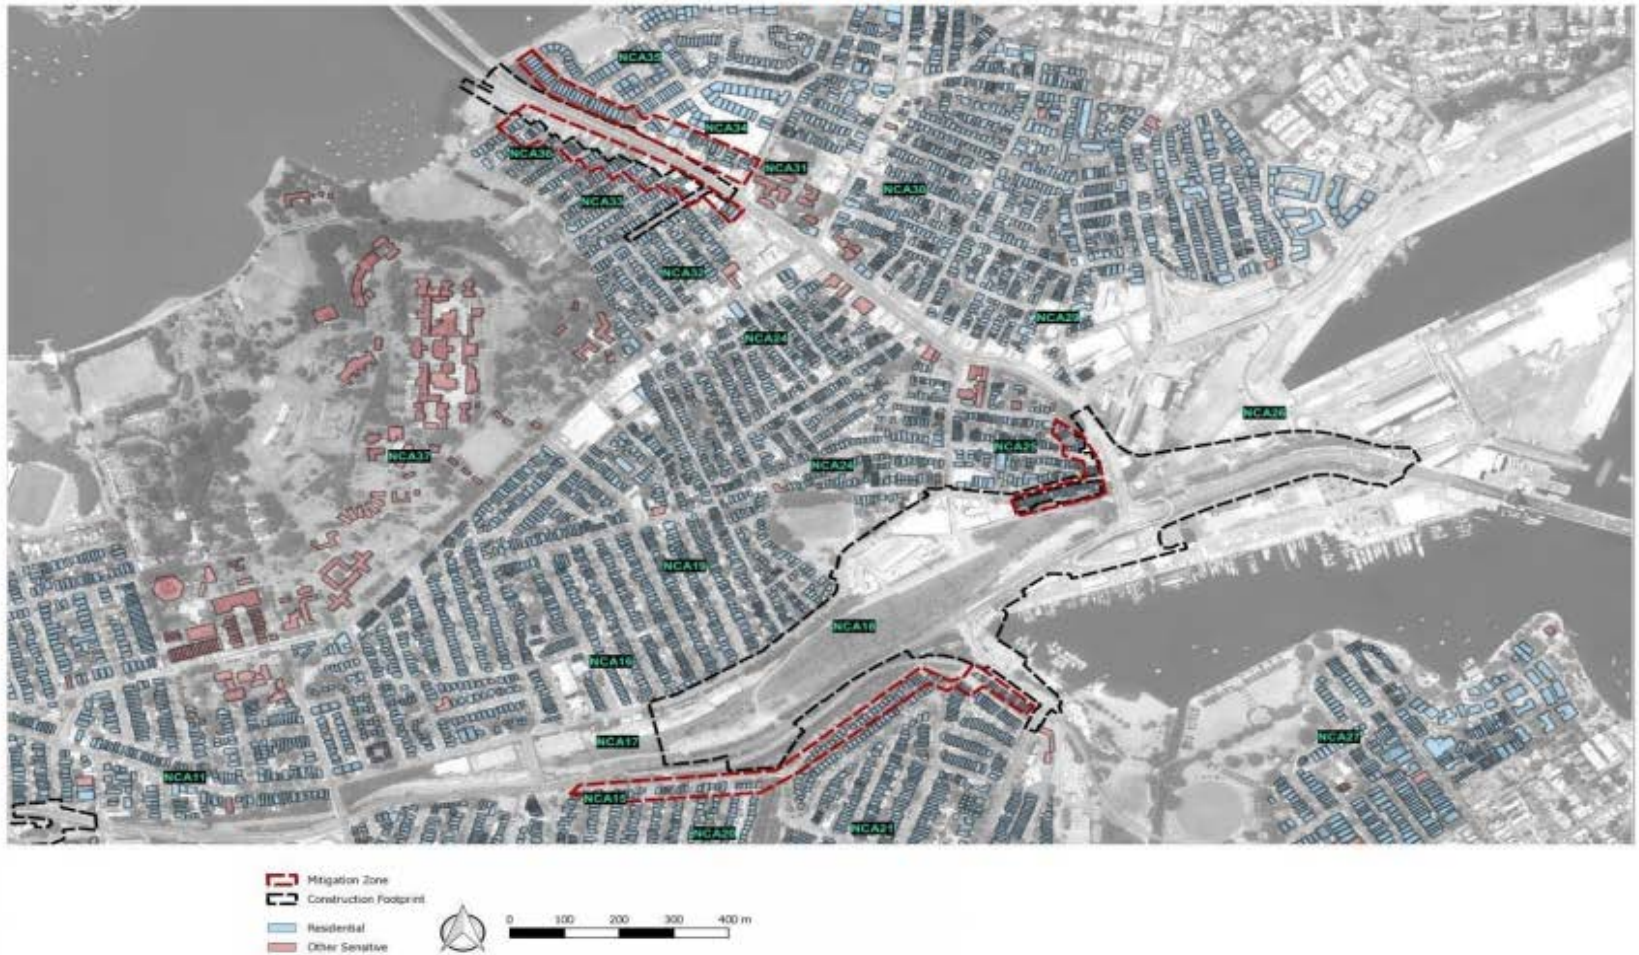 NCA35
NCA34
NCA36
NCA31
NCA30
NCA33
NCA32
NCA29
NCA24
NCA26
NCA25
NCA37
NCA24
NCA19
NCA18
NCA16
NCA17
NCA27
NCA11
NCA15
NCA20
NCA21
Mitigation Zone
Construction Footprint
Residential
Other Sensitive
0 100 200 300 400 m